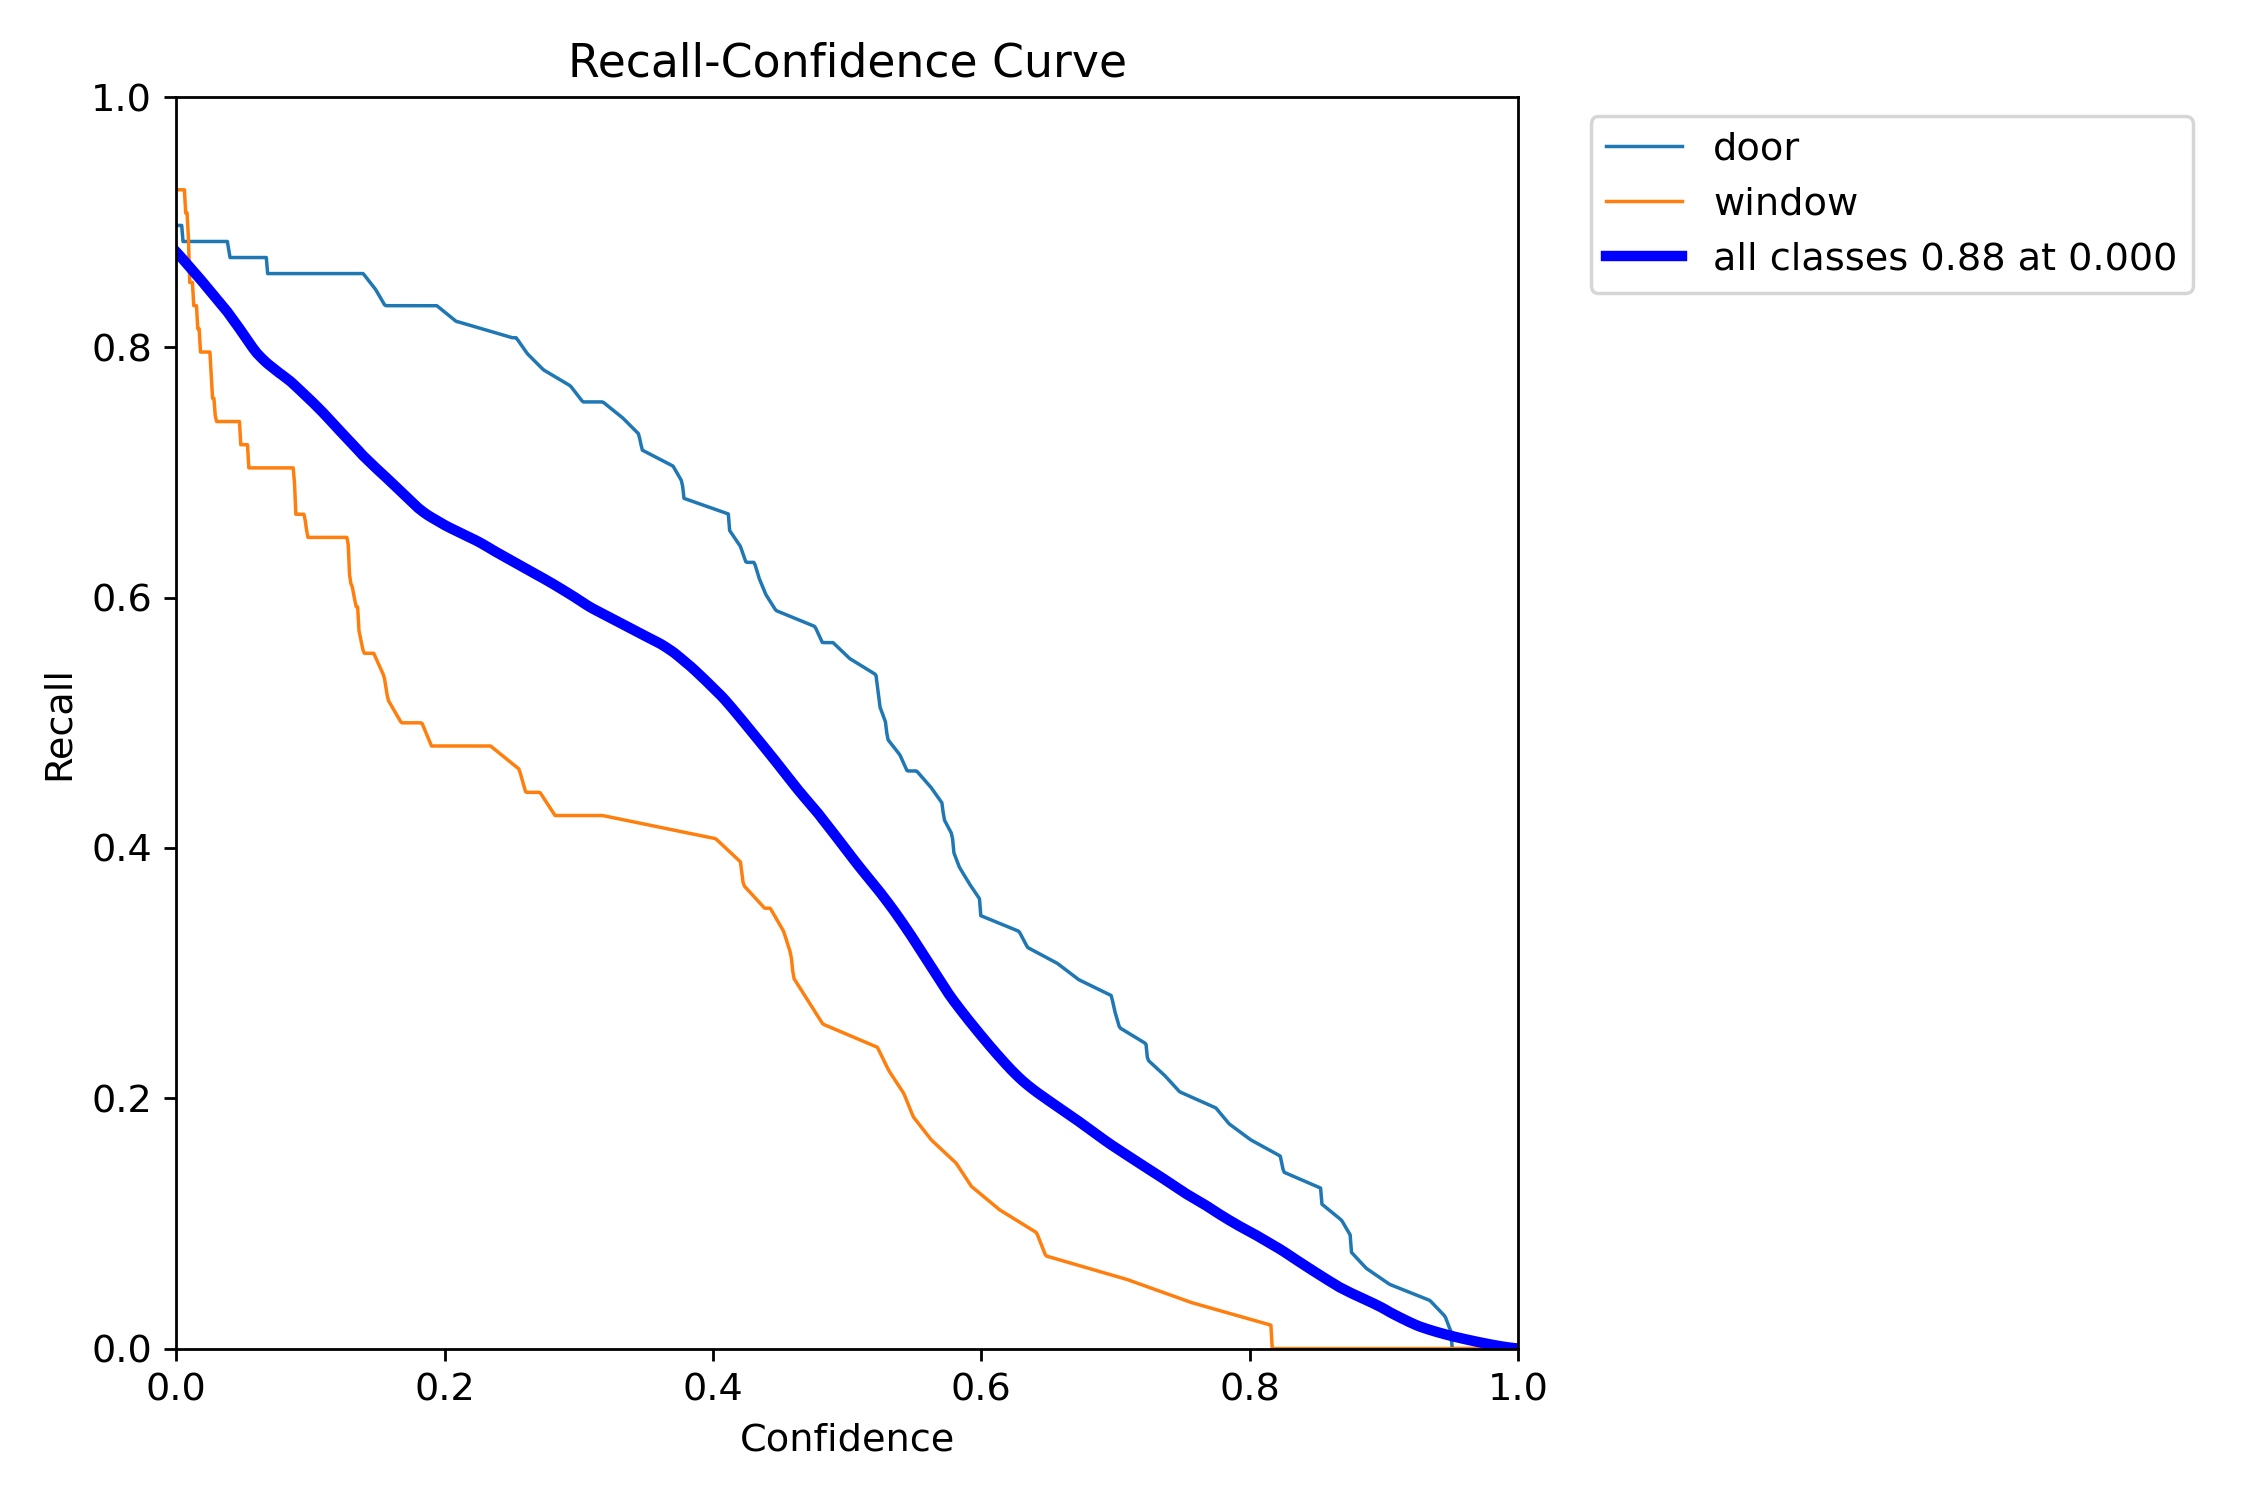 Recall-Confidence Curve
1.0
0.8
0.6
0.4
0.2
0.0
Recall
0.0 0.2 0.4 0.6 0.8 1.0
Confidence
door
window
all classes 0.88 at 0.000